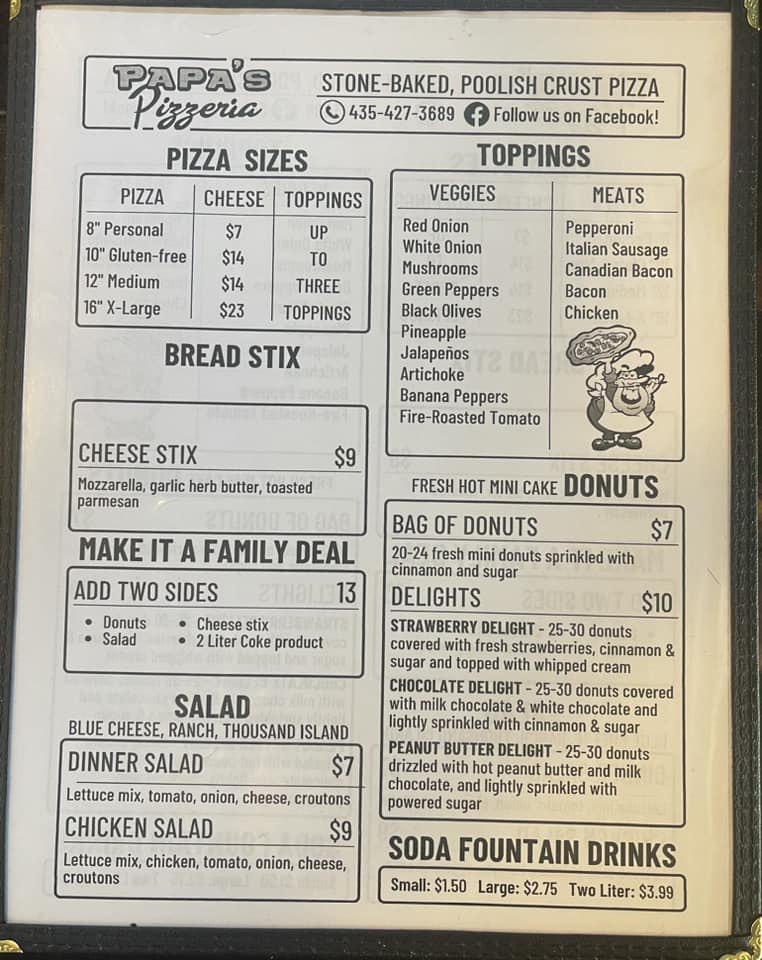 PAPA'S
Pizzeria
STONE-BAKED, POOLISH CRUST PIZZA
435-427-3689 Follow us on Facebook!
PIZZA SIZES
PIZZA CHEESE TOPPINGS
8" Personal $7 UP
10" Gluten-free $14 TO
12" Medium $14 THREE
16" X-Large $23 TOPPINGS
BREAD STIX
CHEESE STIX $9
Mozzarella, garlic herb butter, toasted
parmesan
MAKE IT A FAMILY DEAL
ADD TWO SIDES 13
• Donuts • Cheese stix
• Salad • 2 Liter Coke product
SALAD
BLUE CHEESE, RANCH, THOUSAND ISLAND
DINNER SALAD $7
Lettuce mix, tomato, onion, cheese, croutons
CHICKEN SALAD $9
Lettuce mix, chicken, tomato, onion, cheese,
croutons
TOPPINGS
VEGGIES MEATS
Red Onion Pepperoni
White Onion Italian Sausage
Mushrooms Canadian Bacon
Green Peppers Bacon
Black Olives Chicken
Pineapple
Jalapeños
Artichoke
Banana Peppers
Fire-Roasted Tomato
FRESH HOT MINI CAKE DONUTS
BAG OF DONUTS $7
20-24 fresh mini donuts sprinkled with
cinnamon and sugar
DELIGHTS $10
STRAWBERRY DELIGHT - 25-30 donuts
covered with fresh strawberries, cinnamon &
sugar and topped with whipped cream
CHOCOLATE DELIGHT - 25-30 donuts covered
with milk chocolate & white chocolate and
lightly sprinkled with cinnamon & sugar
PEANUT BUTTER DELIGHT - 25-30 donuts
drizzled with hot peanut butter and milk
chocolate, and lightly sprinkled with
powered sugar
SODA FOUNTAIN DRINKS
Small: $1.50 Large: $2.75 Two Liter: $3.99